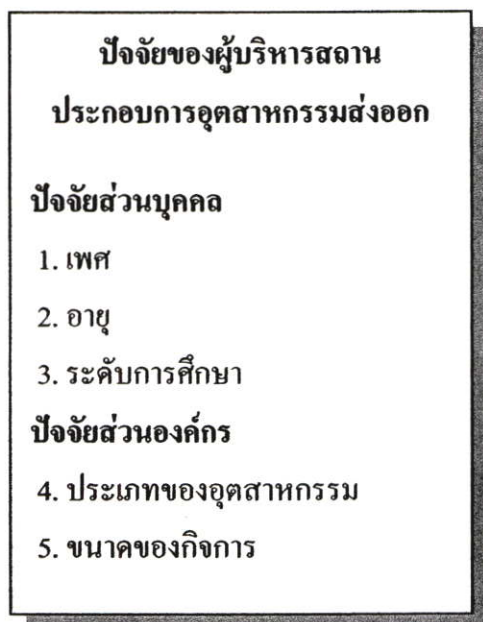 ปัจจัยของผู้บริหารสถาน
ประกอบการอุตสาหกรรมส่งออก
ปัจจัยส่วนบุคคล
1. เพศ
2. อายุ
3. ระดับการศึกษา
ปัจจัยส่วนองค์กร
4. ประเภทของอุตสาหกรรม
5. ขนาดของกิจการ